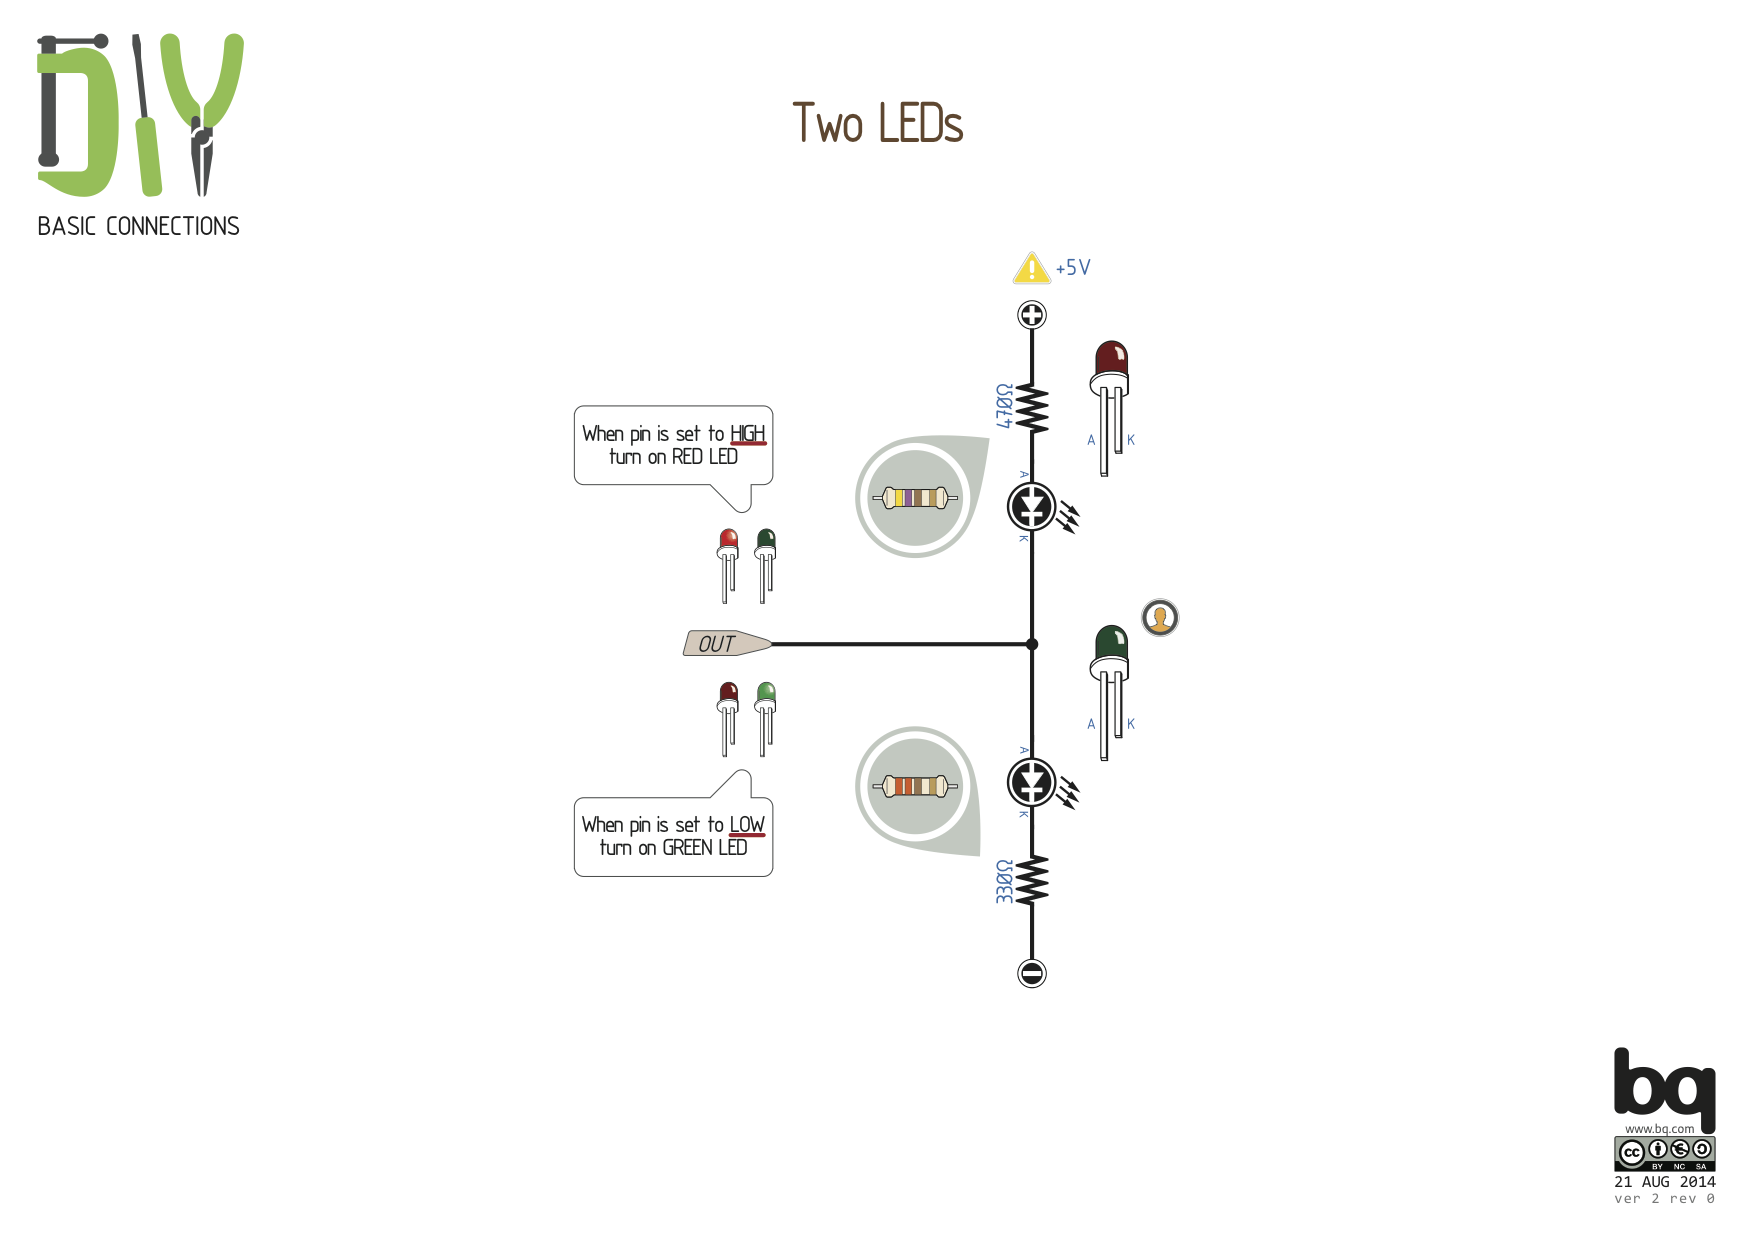 DIY
BASIC CONNECTIONS
Two LEDs
+5V
470Ω
A K
A
K
When pin is set to HIGH
turn on RED LED
OUT
A K
A
K
When pin is set to LOW
turn on GREEN LED
330Ω
bq
www.bq.com
cc
BY NC SA
21 AUG 2014
ver 2 rev 0